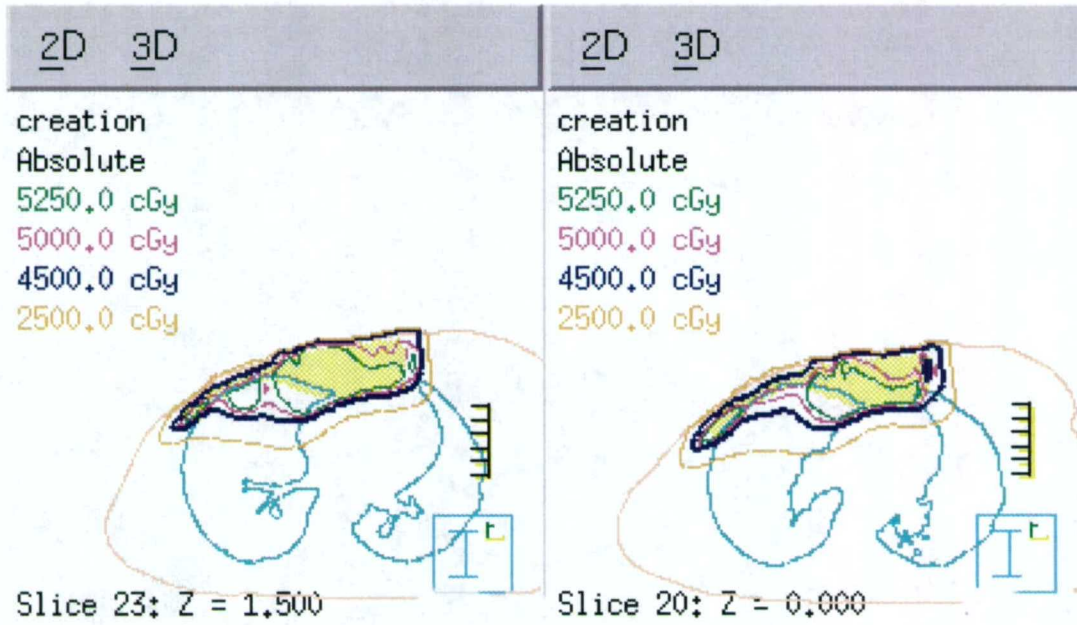 2D 3D
creation
Absolute
5250.0 cGy
5000.0 cGy
4500.0 cGy
2500.0 cGy
Slice 23: Z = 1.500
2D 3D
creation
Absolute
5250.0 cGy
5000.0 cGy
4500.0 cGy
2500.0 cGy
Slice 20: Z = 0.000